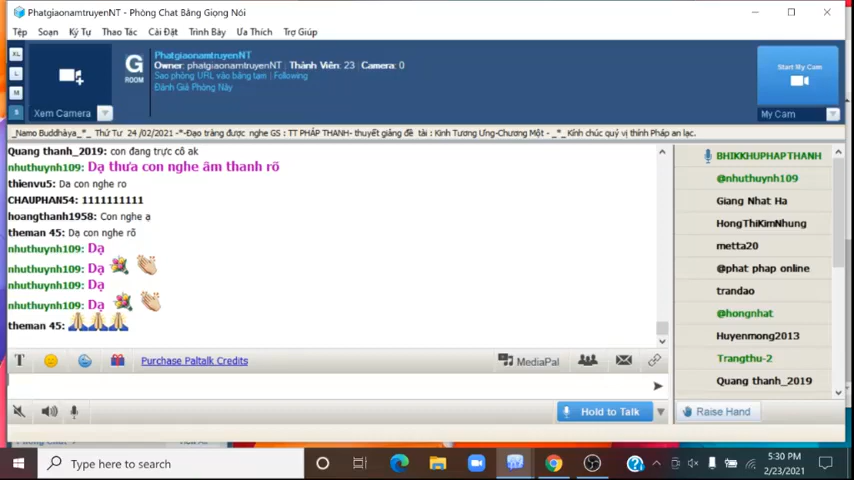 PhatgiaonamtruyenNT - Phòng Chat Bằng Giọng Nói
Tệp Soạn Ký Tự Thao Tác Cài Đặt Trình Bày Ưa Thích Trợ Giúp
XL
L
M
S
Xem Camera
G
ROOM
PhatgiaonamtruyenNT
Owner: phatgiaonamtruyenNT | Thành Viên: 23 | Camera: 0
Sao phỏng URL vào bảng tạm | Following
Đánh Giá Phòng Này
Start My Cam
My Cam
_Namo Buddhàya_*_ Thứ Tư 24 /02/2021 -*-Đạo tràng được nghe GS : TT PHÁP THANH- thuyết giảng đề tài : Kinh Tương Ưng-Chương Một - _*_Kính chúc quý vị thính Pháp an lạc.
Quang thanh_2019: con đang trực cô ak
nhuthuynh109: Dạ thưa con nghe âm thanh rõ
thienvu5: Da con nghe ro
CHAUPHAN54: 1111111111
hoangthanh1958: Con nghe ạ
theman 45: Dạ con nghe rõ
nhuthuynh109: Dạ
nhuthuynh109: Dạ
nhuthuynh109: Dạ
nhuthuynh109: Dạ
theman 45:
BHIKKHUPHAPTHANH
@nhuthuynh109
Giang Nhat Ha
HongThiKimNhung
metta20
@phat phap online
trandao
@hongnhat
Huyenmong2013
Trangthu-2
Quang thanh_2019
T
Purchase Paltalk Credits
MediaPal
Hold to Talk
Raise Hand
Type here to search
5:30 PM
2/23/2021